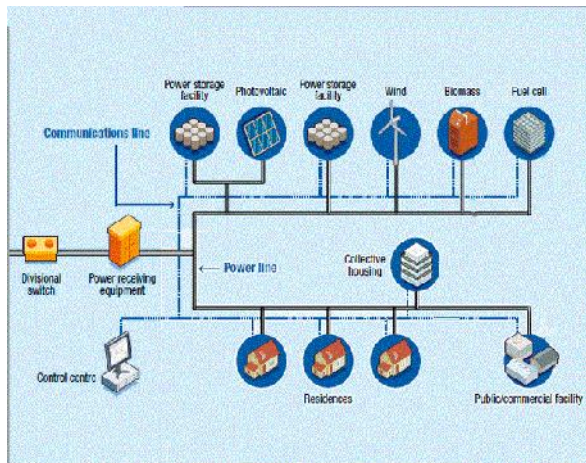 Power storage
facility
Photovoltaic
Power storage
facility
Wind
Biomass
Fuel cell
Communications line
Divisional
switch
Power receiving
equipment
Power line
Collective
housing
Control centre
Residences
Public/commercial facility